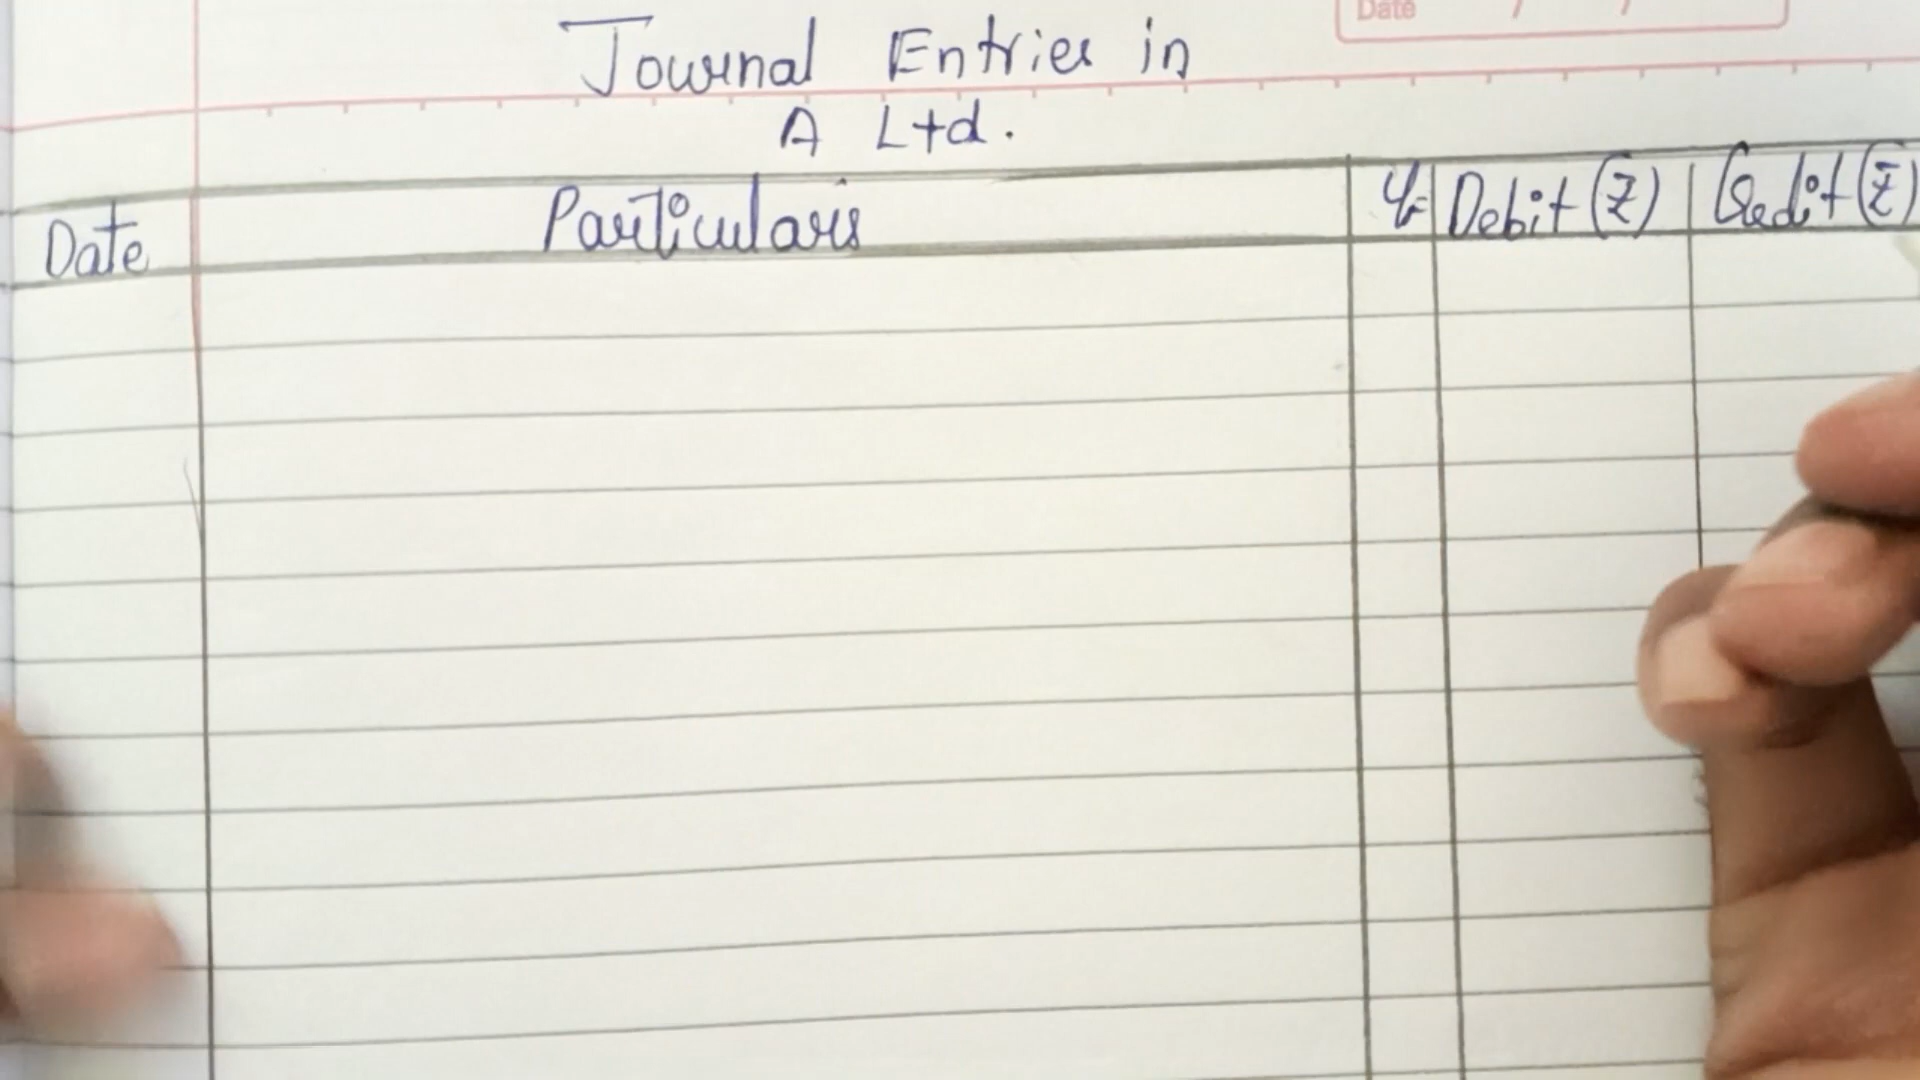 Date / /
Journal Entries in
A Ltd.
Date Particulars L.F. Debit (₹) Credit (₹)